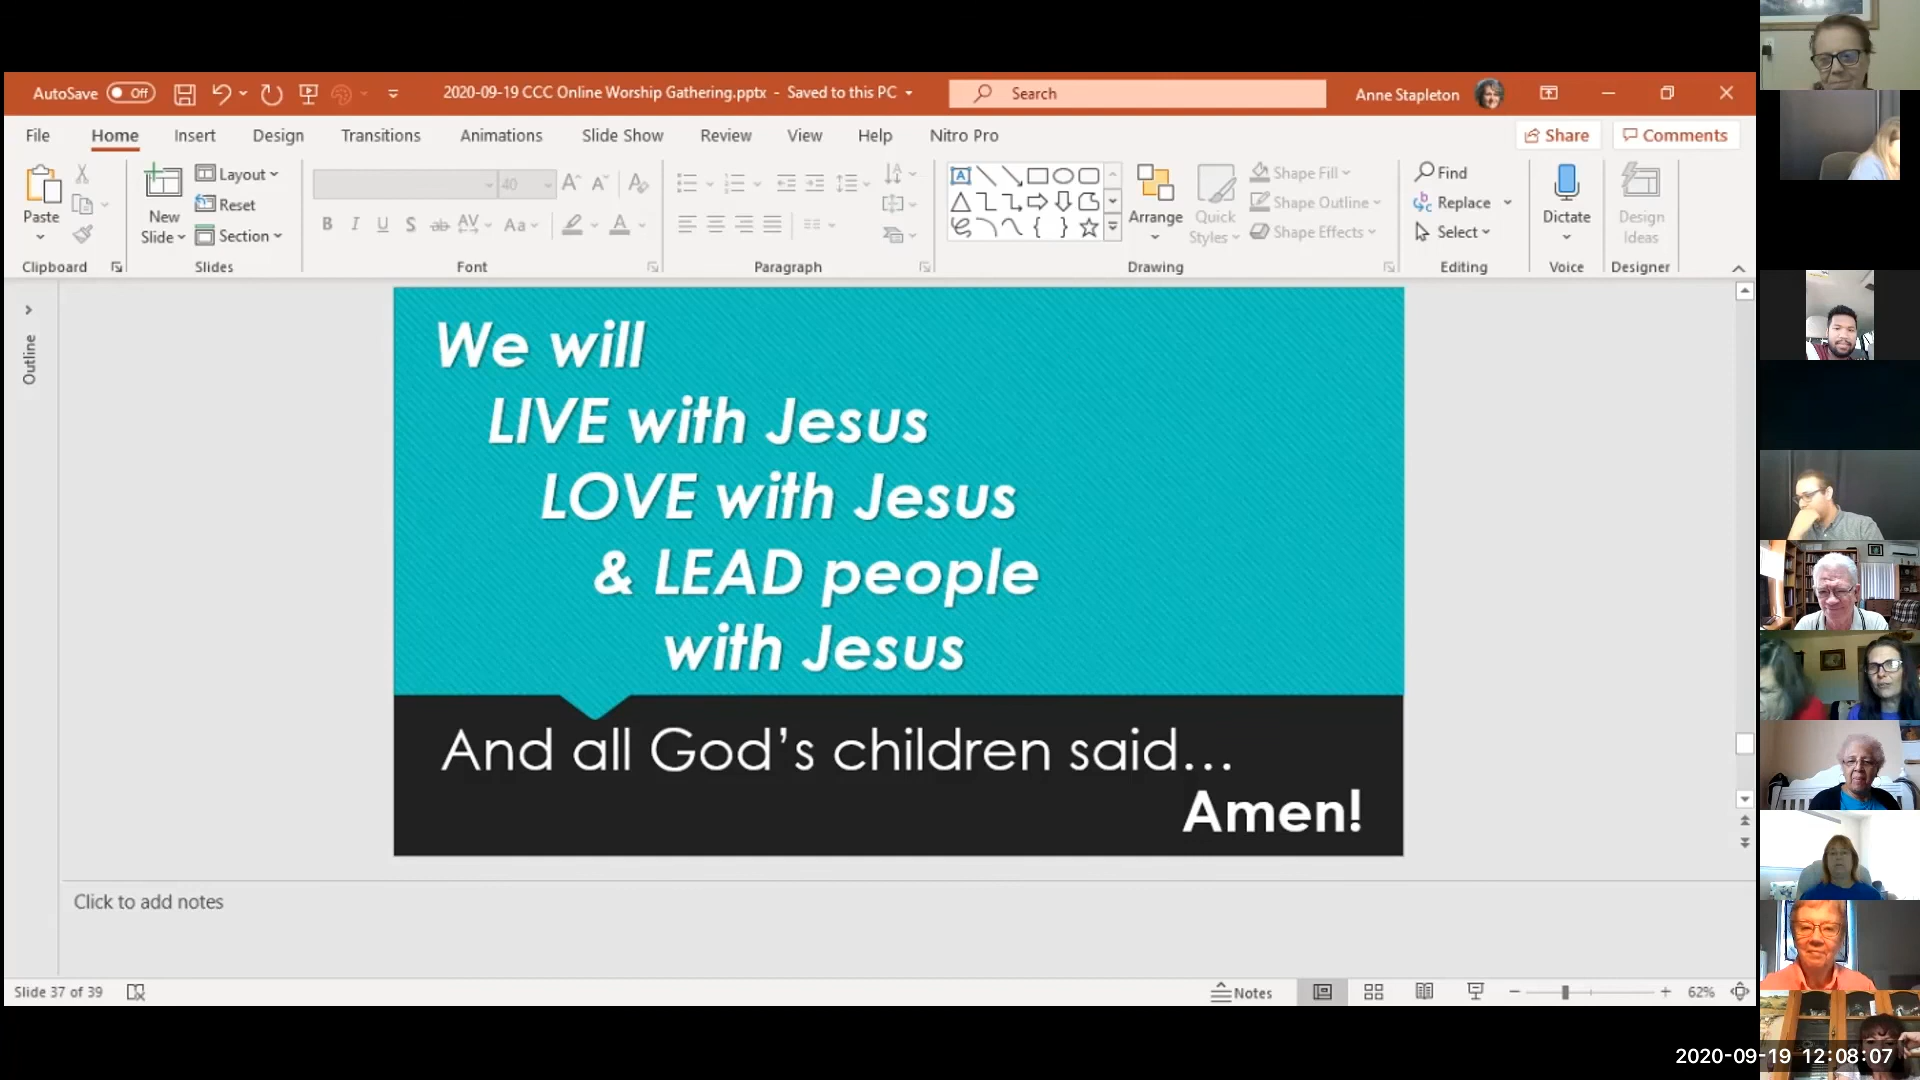 AutoSave Off
2020-09-19 CCC Online Worship Gathering.pptx - Saved to this PC
Search
Anne Stapleton
File Home Insert Design Transitions Animations Slide Show Review View Help Nitro Pro
Share Comments
Paste
New Slide
Layout
Reset
Section
40
B I U S ab AV Aa A
Arrange
Quick Styles
Shape Fill
Shape Outline
Shape Effects
Find
Replace
Select
Dictate
Design Ideas
Clipboard Slides Font Paragraph Drawing Editing Voice Designer
Outline
We will
LIVE with Jesus
LOVE with Jesus
& LEAD people
with Jesus
And all God’s children said…
Amen!
Click to add notes
Slide 37 of 39
Notes
62%
2020-09-19 12:08:07